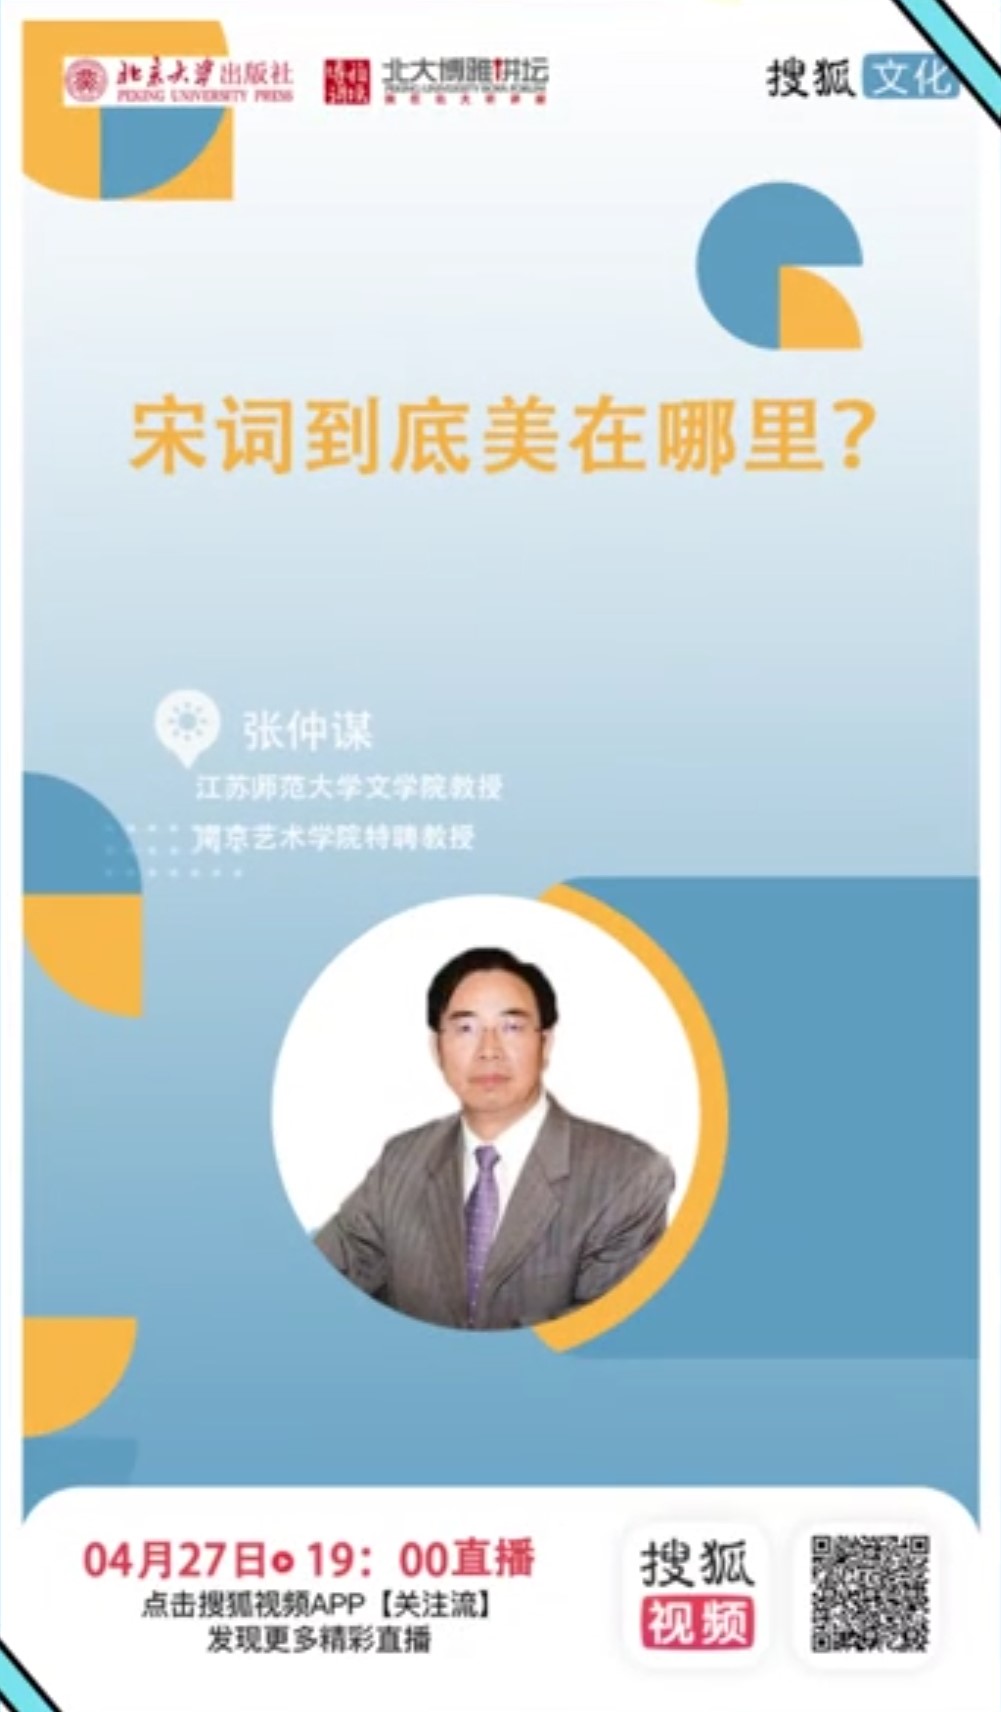 北京大学出版社
PEKING UNIVERSITY PRESS
北大博雅讲坛
PEKING UNIVERSITY BOYA FORUM
搜狐 文化
宋词到底美在哪里？
张仲谋
江苏师范大学文学院教授
南京艺术学院特聘教授
04月27日 19：00直播
点击搜狐视频APP【关注流】
发现更多精彩直播
搜狐
视频